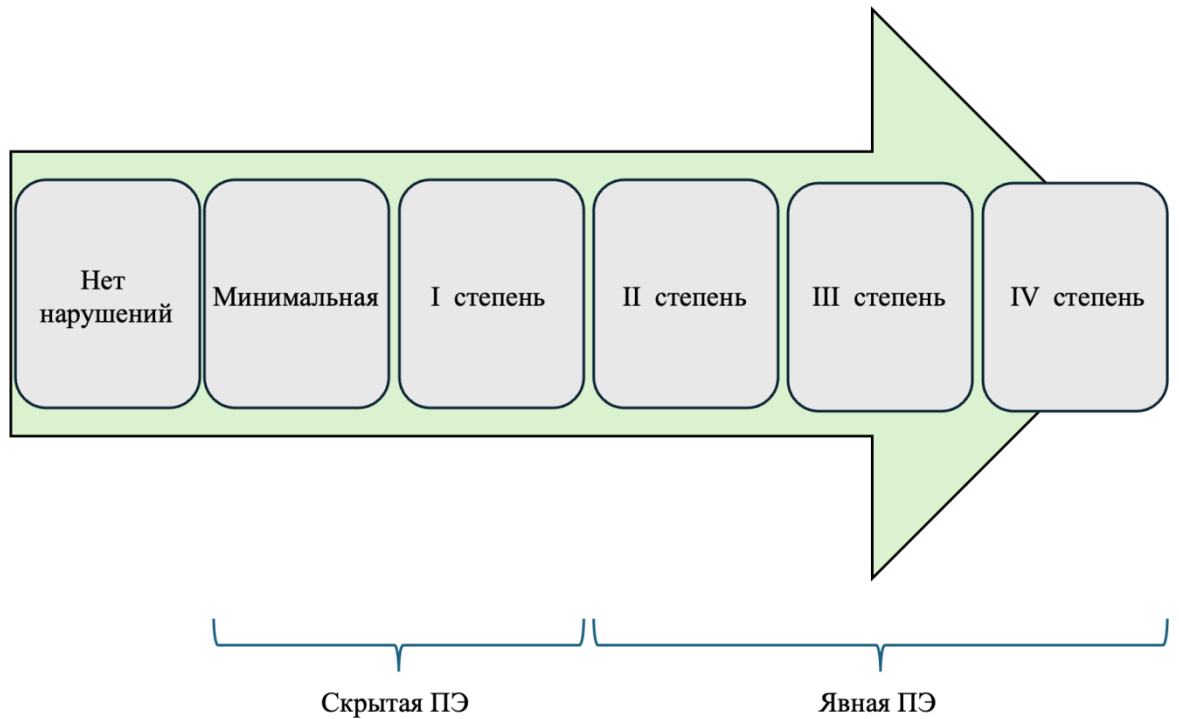 Нет
нарушений
Минимальная
I степень
II степень
III степень
IV степень
Скрытая ПЭ
Явная ПЭ